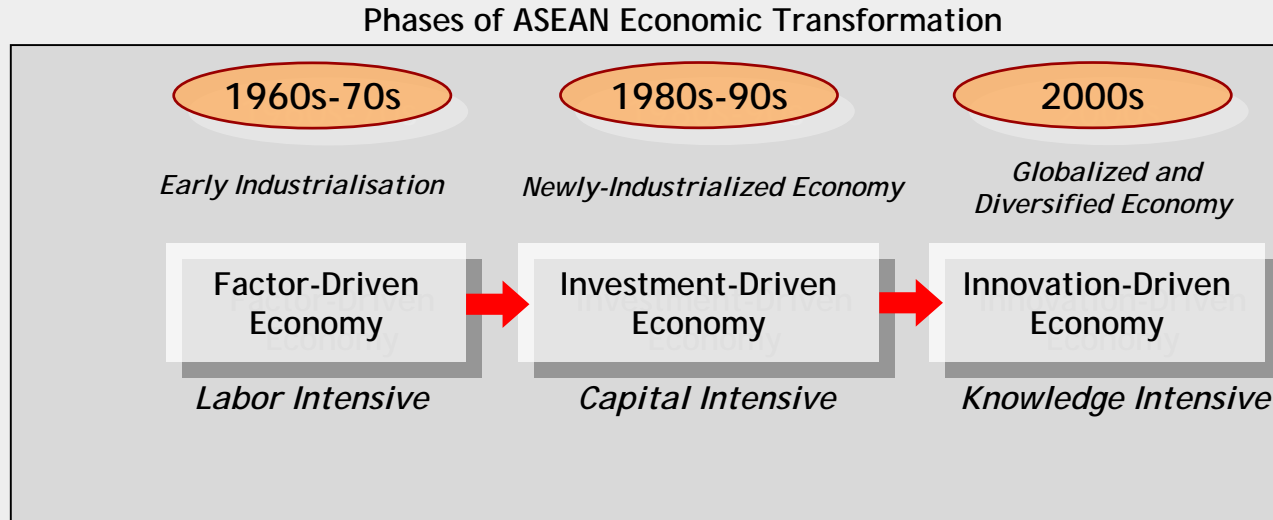 Phases of ASEAN Economic Transformation
1960s-70s
1980s-90s
2000s
Early Industrialisation
Newly-Industrialized Economy
Globalized and
Diversified Economy
Factor-Driven
Economy
Investment-Driven
Economy
Innovation-Driven
Economy
Labor Intensive
Capital Intensive
Knowledge Intensive